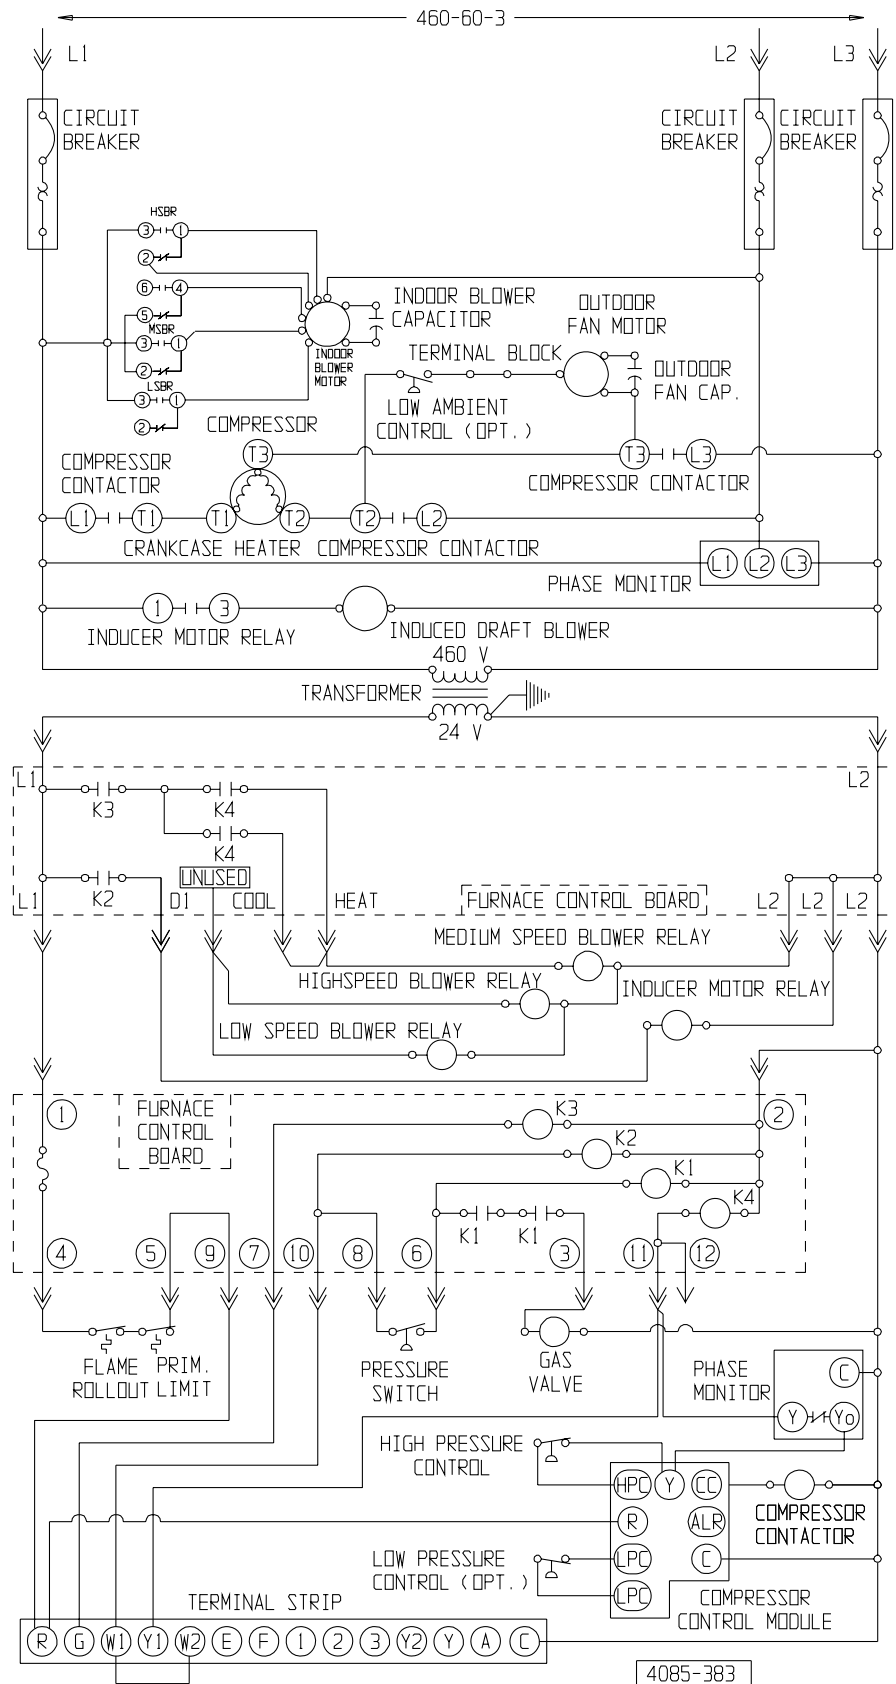 460-60-3
L1
L2
L3
CIRCUIT
BREAKER
CIRCUIT
BREAKER
CIRCUIT
BREAKER
HSBR
3
1
2
6
4
5
MSBR
3
1
2
LSBR
3
1
2
INDOOR BLOWER
CAPACITOR
INDOOR
BLOWER
MOTOR
OUTDOOR
FAN MOTOR
TERMINAL BLOCK
OUTDOOR
FAN CAP.
LOW AMBIENT
CONTROL (OPT.)
COMPRESSOR
T3
T3
L3
COMPRESSOR
CONTACTOR
COMPRESSOR CONTACTOR
L1
T1
T1
T2
T2
L2
CRANKCASE HEATER
COMPRESSOR CONTACTOR
L1
L2
L3
PHASE MONITOR
1
3
INDUCER MOTOR RELAY
INDUCED DRAFT BLOWER
460 V
TRANSFORMER
24 V
L1
L2
K3
K4
K4
UNUSED
K2
L1
D1
COOL
HEAT
FURNACE CONTROL BOARD
L2
L2
L2
MEDIUM SPEED BLOWER RELAY
HIGHSPEED BLOWER RELAY
INDUCER MOTOR RELAY
LOW SPEED BLOWER RELAY
1
FURNACE
CONTROL
BOARD
K3
2
K2
K1
K4
K1
K1
4
5
9
7
10
8
6
3
11
12
FLAME
ROLLOUT
PRIM.
LIMIT
PRESSURE
SWITCH
GAS
VALVE
PHASE
MONITOR
C
Y
Yo
HIGH PRESSURE
CONTROL
HPC
Y
CC
R
ALR
LPC
C
LPC
COMPRESSOR
CONTACTOR
LOW PRESSURE
CONTROL (OPT.)
COMPRESSOR
CONTROL MODULE
TERMINAL STRIP
R
G
W1
Y1
W2
E
F
1
2
3
Y2
Y
A
C
4085-383